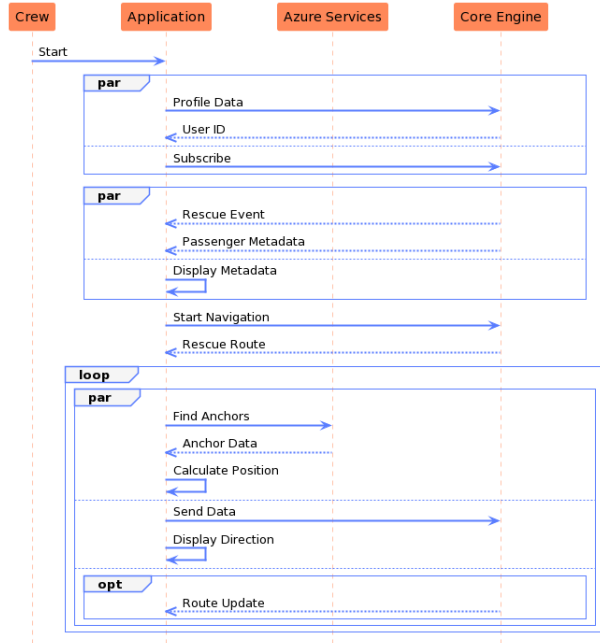 Crew Application Azure Services Core Engine
Start
par
Profile Data
User ID
Subscribe
par
Rescue Event
Passenger Metadata
Display Metadata
Start Navigation
Rescue Route
loop
par
Find Anchors
Anchor Data
Calculate Position
Send Data
Display Direction
opt
Route Update